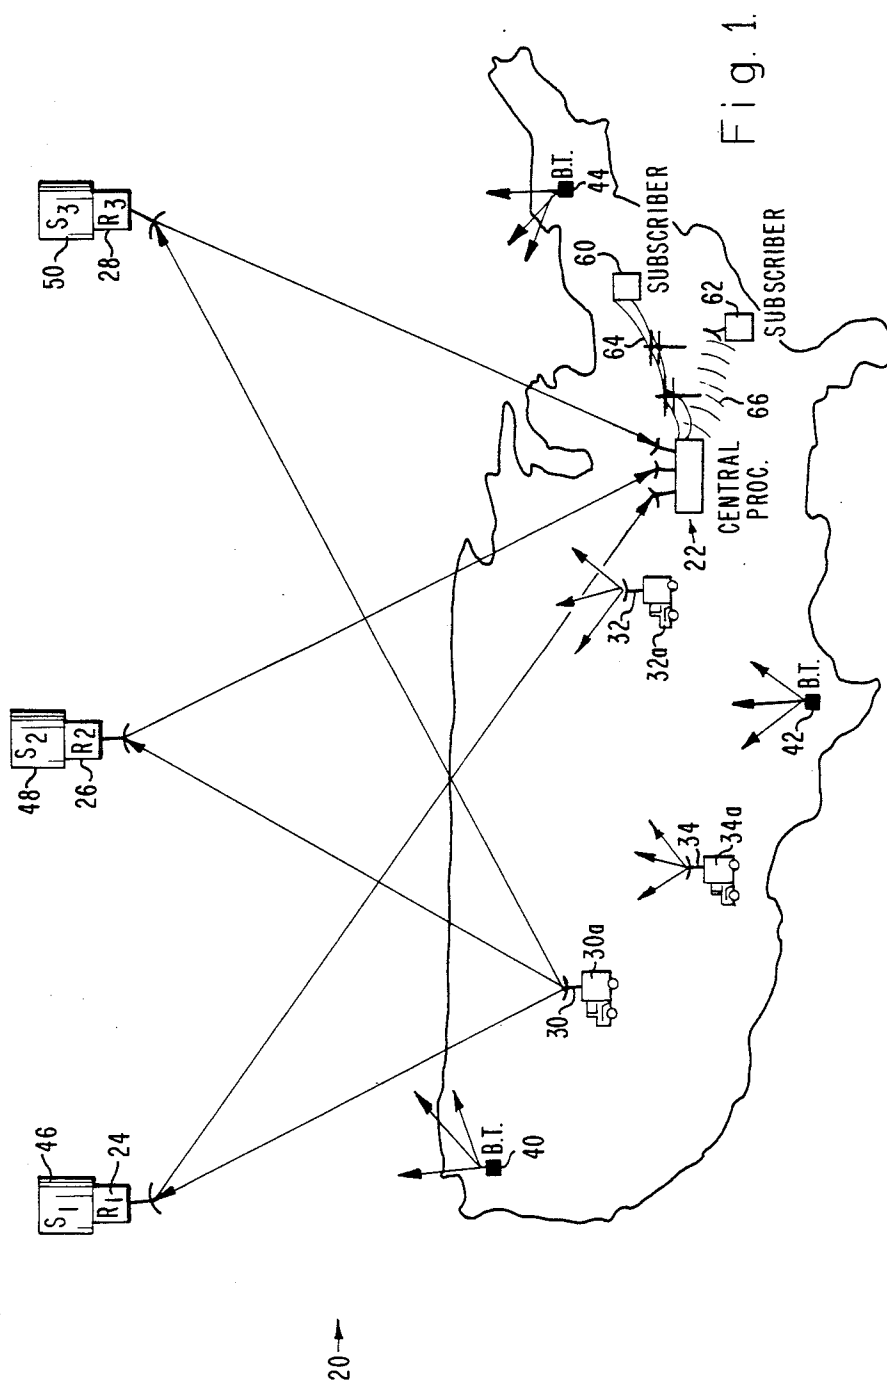 20
S1
46
R1
24
S2
48
R2
26
S3
50
R3
28
B.T.
40
30
30a
34
34a
B.T.
42
32
32a
22
CENTRAL
PROC.
64
66
60
SUBSCRIBER
62
SUBSCRIBER
B.T.
44
Fig. 1.